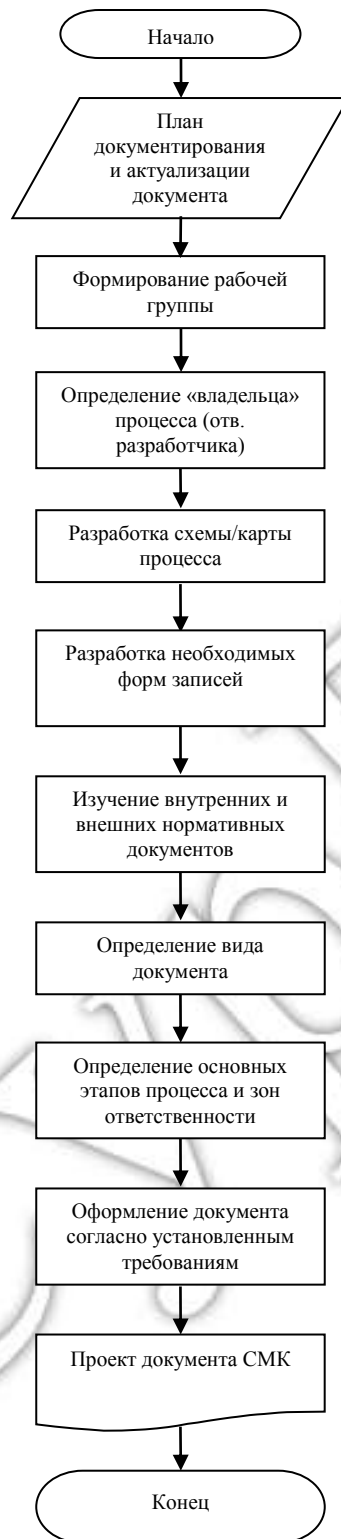 Начало
План
документирования
и актуализации
документа
Формирование рабочей
группы
Определение «владельца»
процесса (отв.
разработчика)
Разработка схемы/карты
процесса
Разработка необходимых
форм записей
Изучение внутренних и
внешних нормативных
документов
Определение вида
документа
Определение основных
этапов процесса и зон
ответственности
Оформление документа
согласно установленным
требованиям
Проект документа СМК
Конец